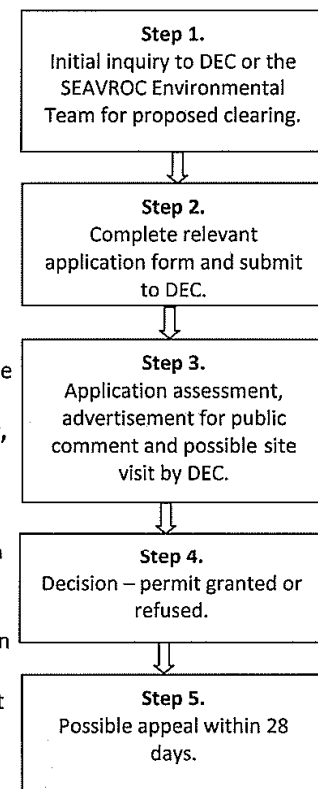 Step 1.
Initial inquiry to DEC or the
SEAVROC Environmental
Team for proposed clearing.
Step 2.
Complete relevant
application form and submit
to DEC.
Step 3.
Application assessment,
advertisement for public
comment and possible site
visit by DEC.
Step 4.
Decision – permit granted or
refused.
Step 5.
Possible appeal within 28
days.